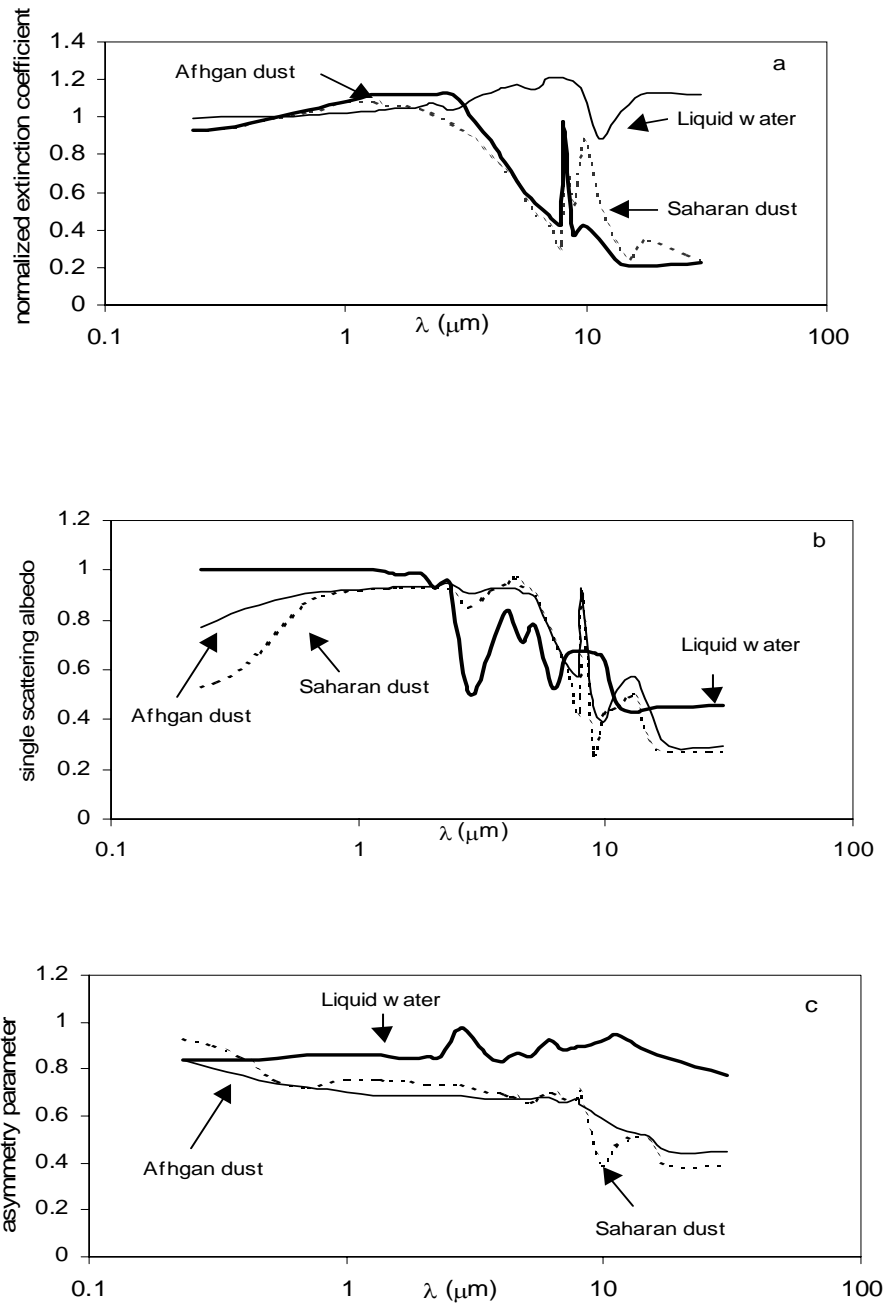 normalized extinction coefficient
1.4
1.2
1
0.8
0.6
0.4
0.2
0
0.1
1
10
100
λ (μm)
a
Afhgan dust
Liquid water
Saharan dust
single scattering albedo
1.2
1
0.8
0.6
0.4
0.2
0
0.1
1
10
100
λ (μm)
b
Liquid water
Saharan dust
Afhgan dust
asymmetry parameter
1.2
1
0.8
0.6
0.4
0.2
0
0.1
1
10
100
λ (μm)
c
Liquid water
Afhgan dust
Saharan dust